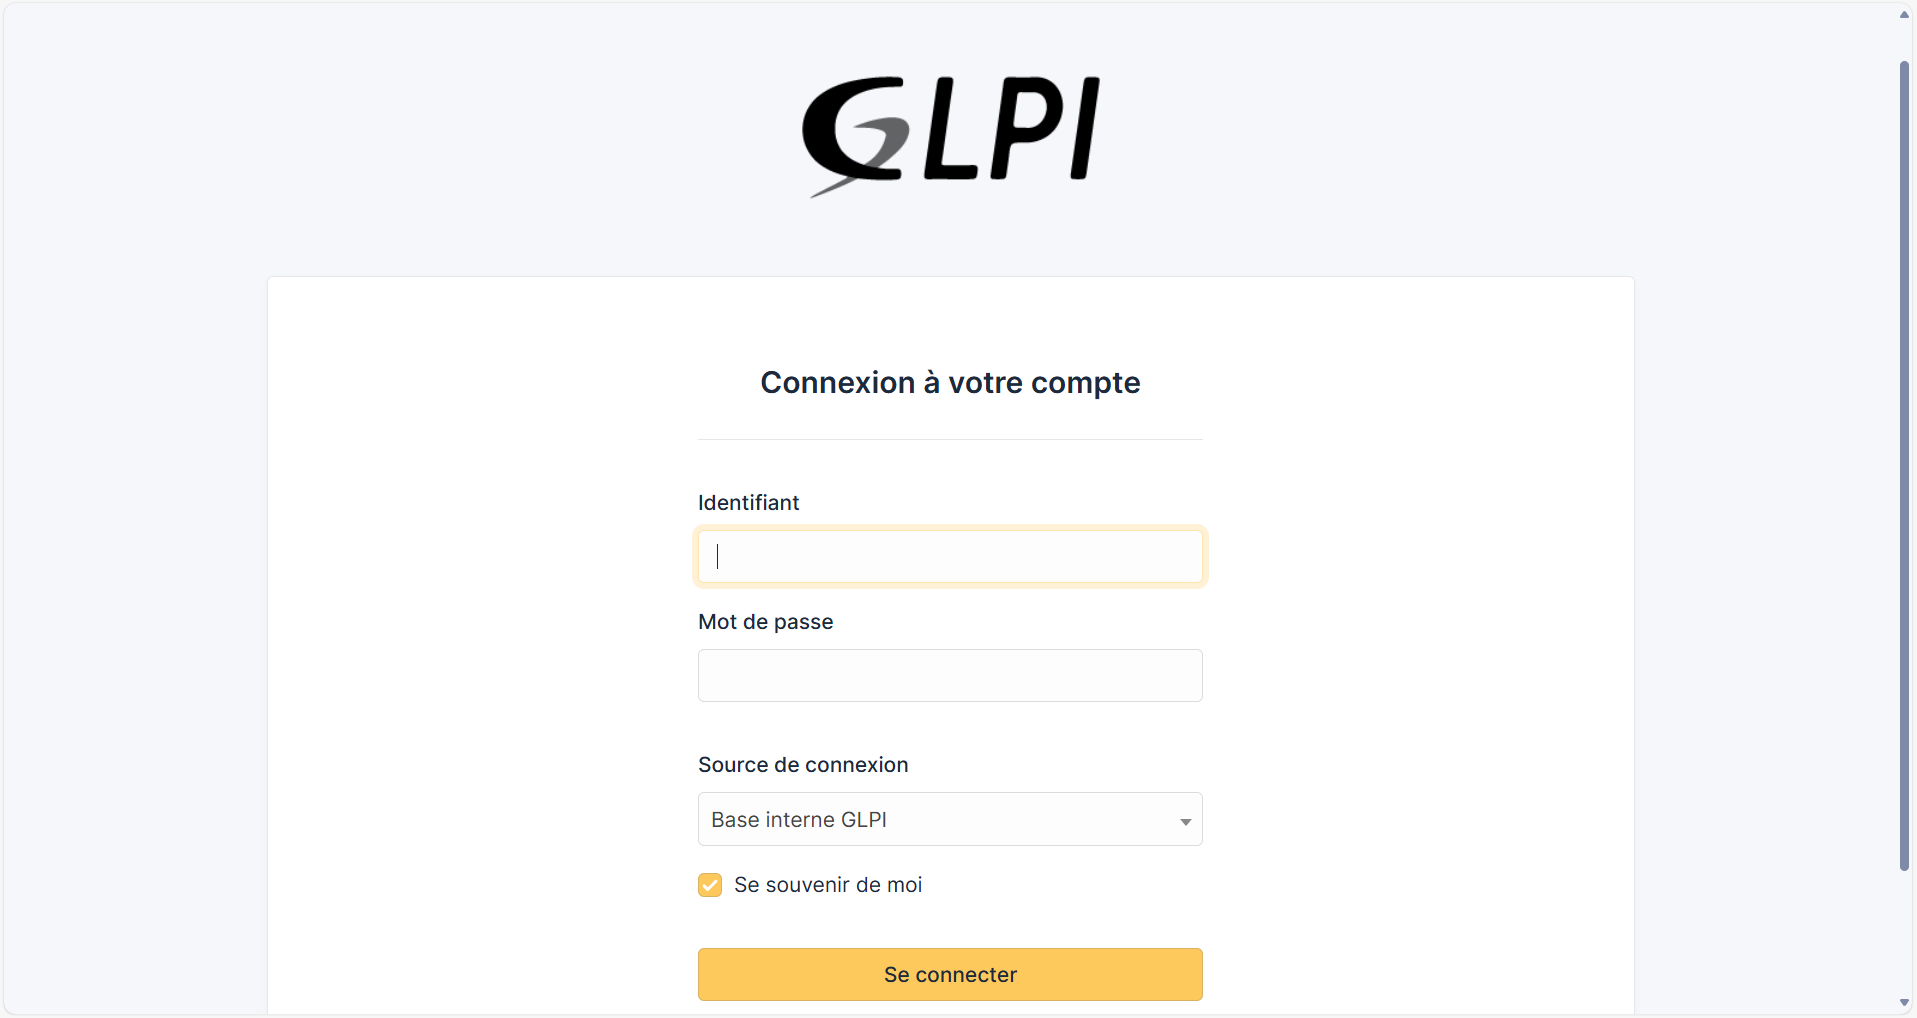 GLPI
Connexion à votre compte
Identifiant
Mot de passe
Source de connexion
Base interne GLPI
Se souvenir de moi
Se connecter